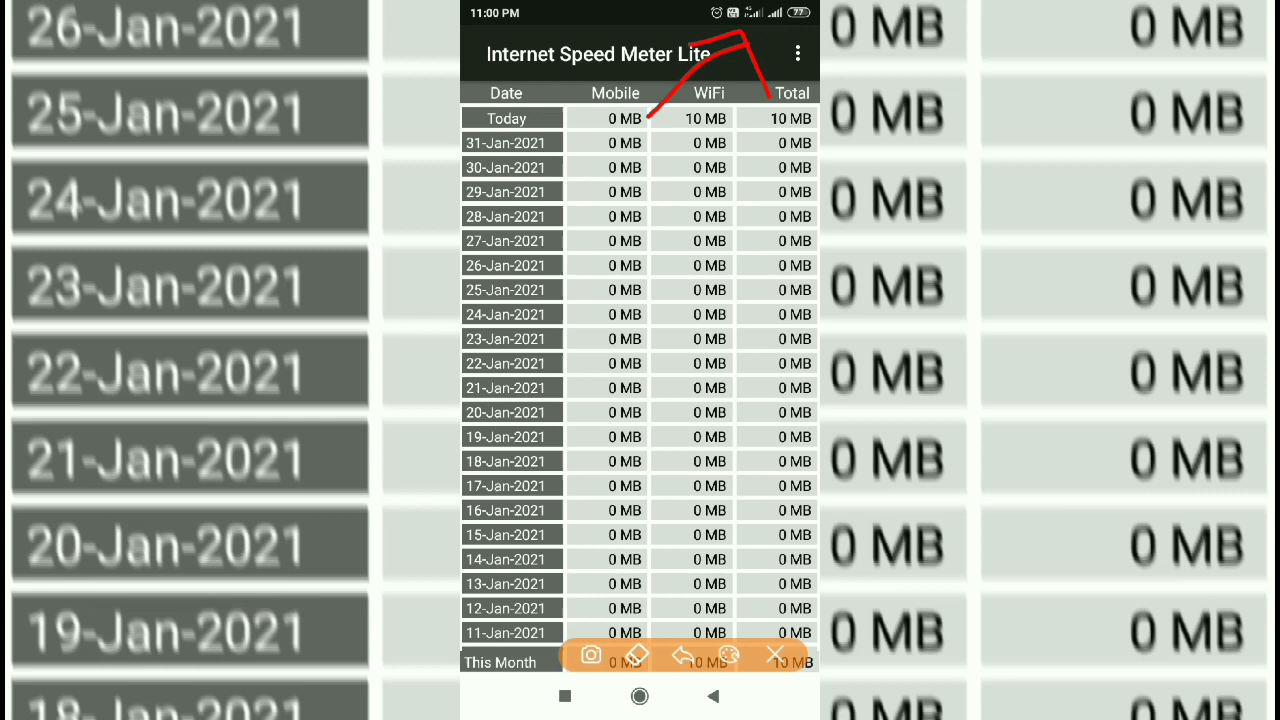 11:00 PM 4G 77
Internet Speed Meter Lite
Date Mobile WiFi Total
Today 0 MB 10 MB 10 MB
31-Jan-2021 0 MB 0 MB 0 MB
30-Jan-2021 0 MB 0 MB 0 MB
29-Jan-2021 0 MB 0 MB 0 MB
28-Jan-2021 0 MB 0 MB 0 MB
27-Jan-2021 0 MB 0 MB 0 MB
26-Jan-2021 0 MB 0 MB 0 MB
25-Jan-2021 0 MB 0 MB 0 MB
24-Jan-2021 0 MB 0 MB 0 MB
23-Jan-2021 0 MB 0 MB 0 MB
22-Jan-2021 0 MB 0 MB 0 MB
21-Jan-2021 0 MB 0 MB 0 MB
20-Jan-2021 0 MB 0 MB 0 MB
19-Jan-2021 0 MB 0 MB 0 MB
18-Jan-2021 0 MB 0 MB 0 MB
17-Jan-2021 0 MB 0 MB 0 MB
16-Jan-2021 0 MB 0 MB 0 MB
15-Jan-2021 0 MB 0 MB 0 MB
14-Jan-2021 0 MB 0 MB 0 MB
13-Jan-2021 0 MB 0 MB 0 MB
12-Jan-2021 0 MB 0 MB 0 MB
11-Jan-2021 0 MB 0 MB 0 MB
This Month 0 MB 10 MB 10 MB
26-Jan-2021 0 MB 0 MB
25-Jan-2021 0 MB 0 MB
24-Jan-2021 0 MB 0 MB
23-Jan-2021 0 MB 0 MB
22-Jan-2021 0 MB 0 MB
21-Jan-2021 0 MB 0 MB
20-Jan-2021 0 MB 0 MB
19-Jan-2021 0 MB 0 MB
18-Jan-2021 0 MB 0 MB